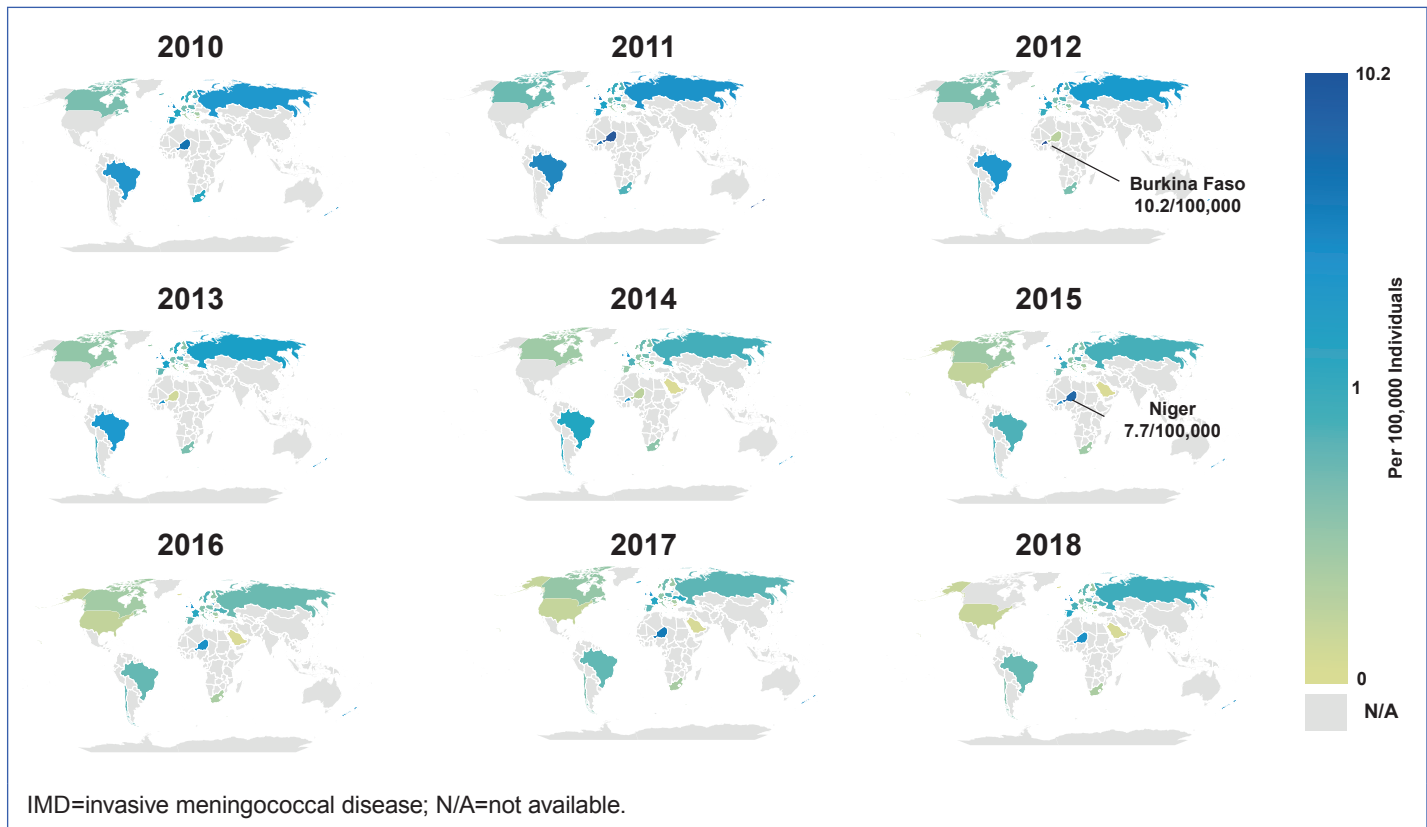 2010
2011
2012
Burkina Faso
10.2/100,000
2013
2014
2015
Niger
7.7/100,000
2016
2017
2018
10.2
1
0
Per 100,000 Individuals
N/A
IMD=invasive meningococcal disease; N/A=not available.